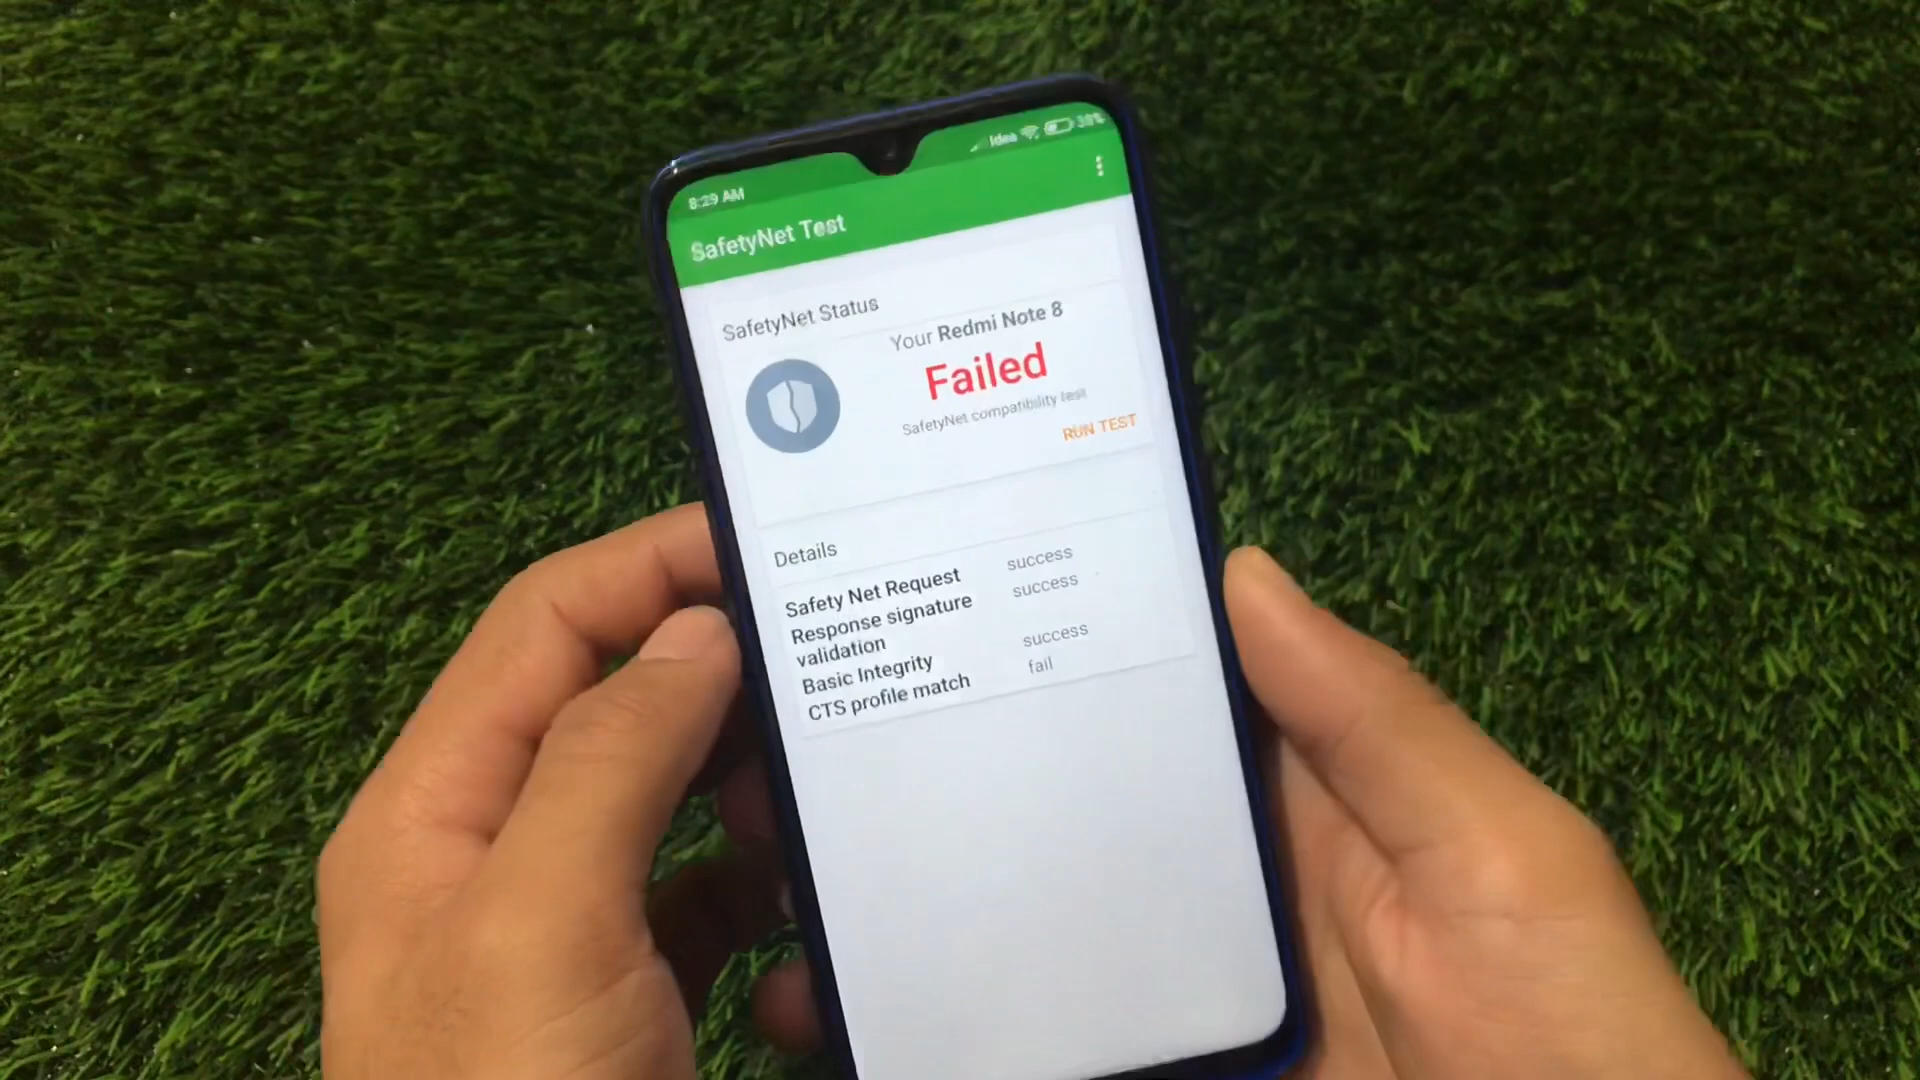 8:29 AM
Idea
38%
SafetyNet Test
SafetyNet Status
Your Redmi Note 8
Failed
SafetyNet compatibility test
RUN TEST
Details
Safety Net Request success
Response signature success
validation
Basic Integrity success
CTS profile match fail